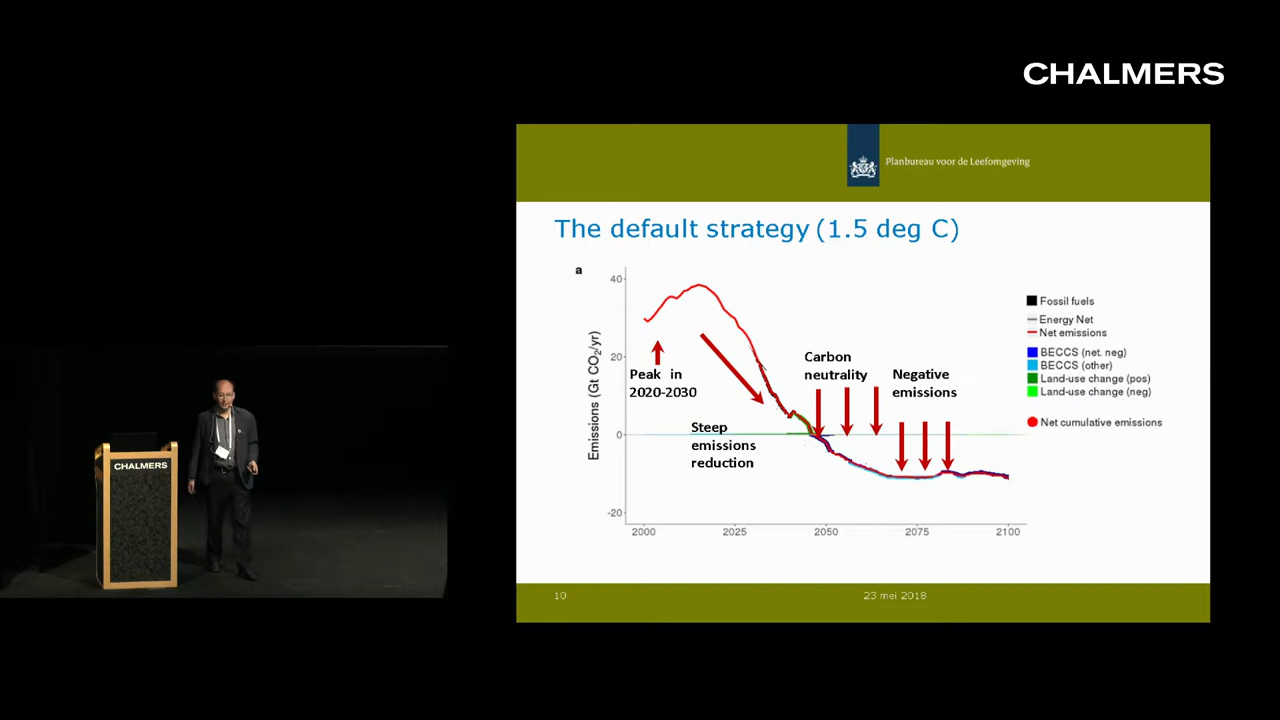 CHALMERS
Planbureau voor de Leefomgeving
The default strategy (1.5 deg C)
a
Emissions (Gt CO2/yr)
40
20
0
-20
2000
2025
2050
2075
2100
Peak in
2020-2030
Steep
emissions
reduction
Carbon
neutrality
Negative
emissions
Fossil fuels
Energy Net
Net emissions
BECCS (net. neg)
BECCS (other)
Land-use change (pos)
Land-use change (neg)
Net cumulative emissions
10
23 mei 2018
CHALMERS